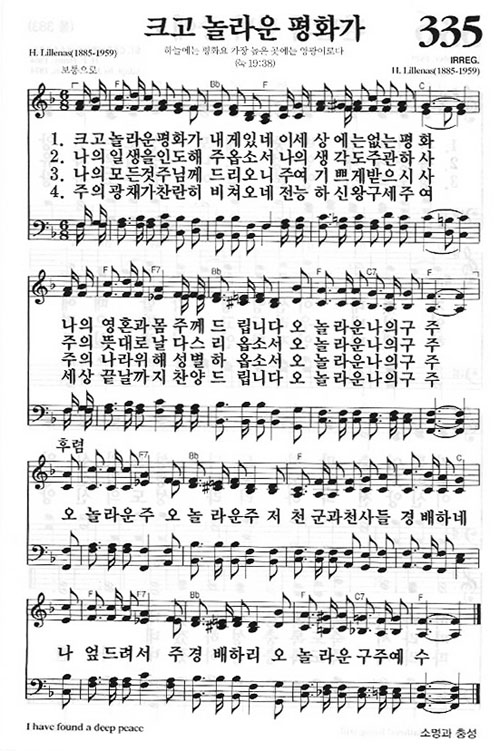 크고 놀라운 평화가
335
H. Lillenas(1885-1959)
하늘에는 평화요 가장 높은 곳에는 영광이로다
(눅 19:38)
IRREG.
H. Lillenas(1885-1959)
보통으로
F Bb F C F
1. 크고놀라운평화가 내게있네 이세 상에는없는평화
2. 나의일생을인도해 주옵소서 나의 생각도주관하사
3. 나의모든것주님께 드리오니 주여 기쁘게받으시사
4. 주의광채가찬란히 비쳐오네 전능 하신왕구세주여
F F7 Bb F C7 F
나의 영혼과몸 주께 드립니다 오 놀라운나의구주
주의 뜻대로날 다스리 옵소서 오 놀라운나의구주
주의 나라위해 성별하 옵소서 오 놀라운나의구주
세상 끝날까지 찬양드 립니다 오 놀라운나의구주
후렴
F F7 Bb F C
오 놀라운주 오 놀라운주 저 천군과천사들 경배하네
F F7 Bb F C7 F
나 엎드려서 주경배하리 오 놀라운구주예수
I have found a deep peace
소명과 충성